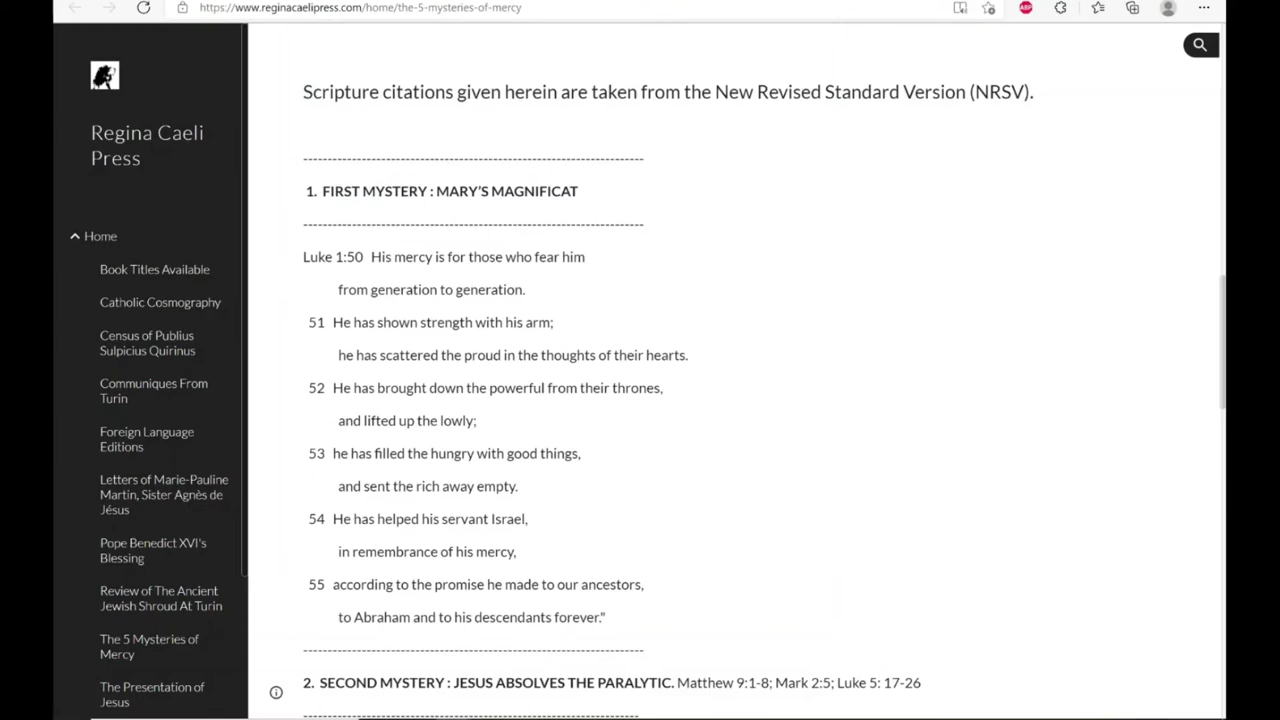 https://www.reginacaelipress.com/home/the-5-mysteries-of-mercy
ABP
Regina Caeli
Press
Home
Book Titles Available
Catholic Cosmography
Census of Publius
Sulpicius Quirinus
Communiques From
Turin
Foreign Language
Editions
Letters of Marie-Pauline
Martin, Sister Agnès de
Jésus
Pope Benedict XVI's
Blessing
Review of The Ancient
Jewish Shroud At Turin
The 5 Mysteries of
Mercy
The Presentation of
Jesus
Scripture citations given herein are taken from the New Revised Standard Version (NRSV).
----------------------------------------------------------------------
1. FIRST MYSTERY : MARY'S MAGNIFICAT
----------------------------------------------------------------------
Luke 1:50 His mercy is for those who fear him
from generation to generation.
51 He has shown strength with his arm;
he has scattered the proud in the thoughts of their hearts.
52 He has brought down the powerful from their thrones,
and lifted up the lowly;
53 he has filled the hungry with good things,
and sent the rich away empty.
54 He has helped his servant Israel,
in remembrance of his mercy,
55 according to the promise he made to our ancestors,
to Abraham and to his descendants forever."
----------------------------------------------------------------------
2. SECOND MYSTERY : JESUS ABSOLVES THE PARALYTIC. Matthew 9:1-8; Mark 2:5; Luke 5: 17-26
---------------------------------------------------------------------